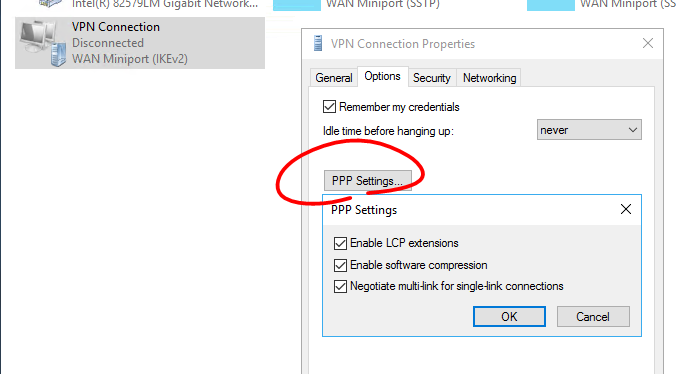 Intel(R) 82579LM Gigabit Network...
WAN Miniport (SSTP)
WAN Miniport (SS
VPN Connection
Disconnected
WAN Miniport (IKEv2)
VPN Connection Properties
General
Options
Security
Networking
Remember my credentials
Idle time before hanging up:
never
PPP Settings...
PPP Settings
Enable LCP extensions
Enable software compression
Negotiate multi-link for single-link connections
OK
Cancel